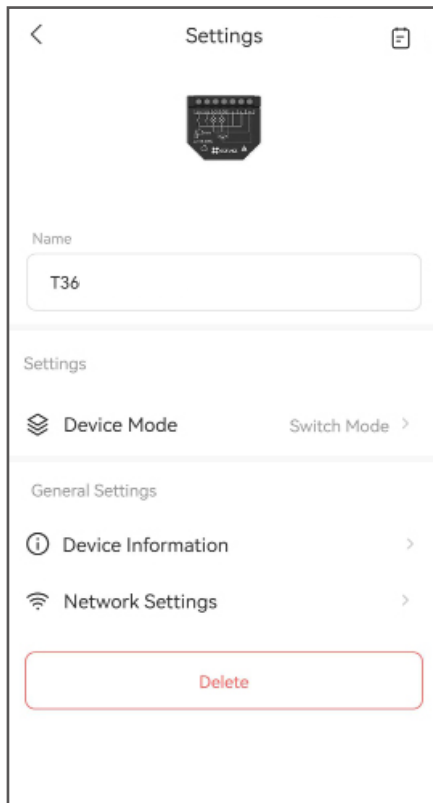 Settings
Name
T36
Settings
Device Mode
Switch Mode
General Settings
Device Information
Network Settings
Delete